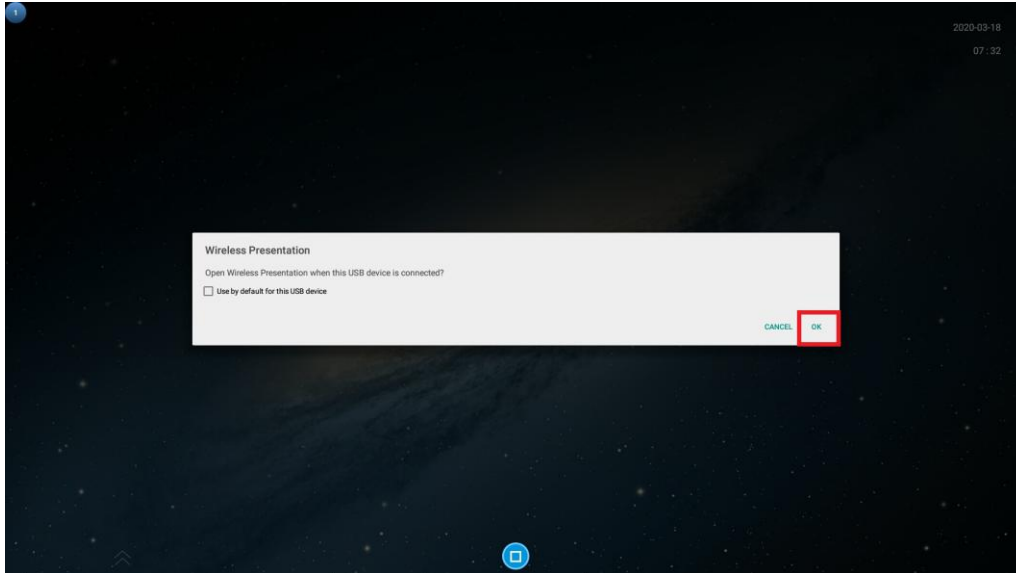 1
2020-03-18
07 : 32
Wireless Presentation
Open Wireless Presentation when this USB device is connected?
Use by default for this USB device
CANCEL OK